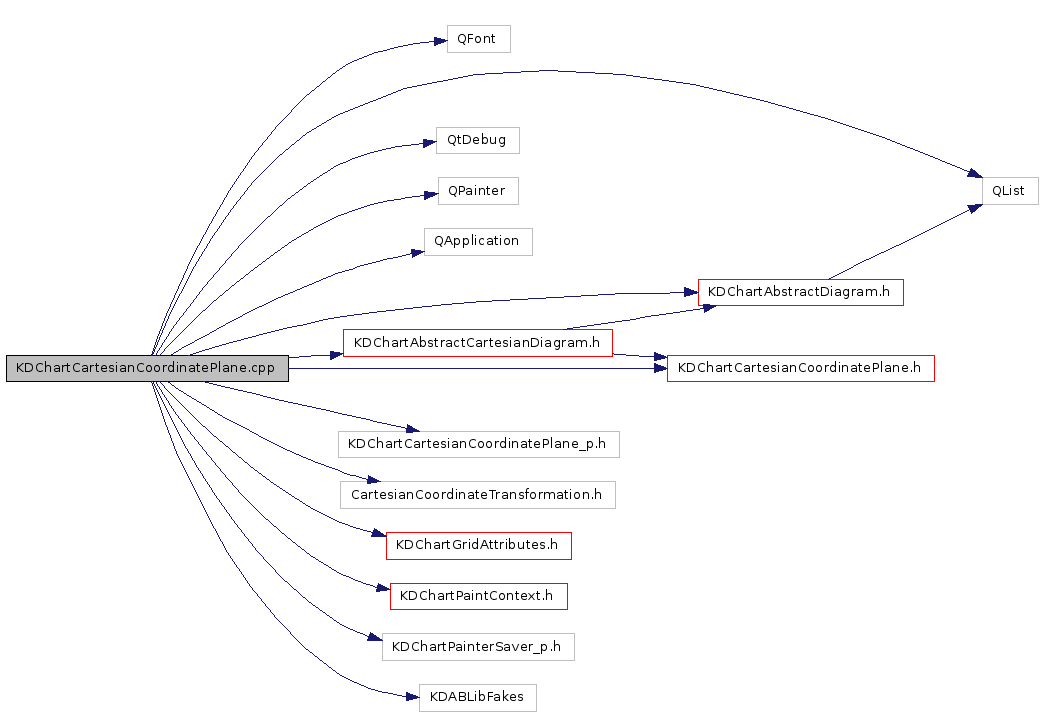 QFont
QtDebug
QPainter
QList
QApplication
KDChartAbstractDiagram.h
KDChartAbstractCartesianDiagram.h
KDChartCartesianCoordinatePlane.cpp
KDChartCartesianCoordinatePlane.h
KDChartCartesianCoordinatePlane_p.h
CartesianCoordinateTransformation.h
KDChartGridAttributes.h
KDChartPaintContext.h
KDChartPainterSaver_p.h
KDABLibFakes